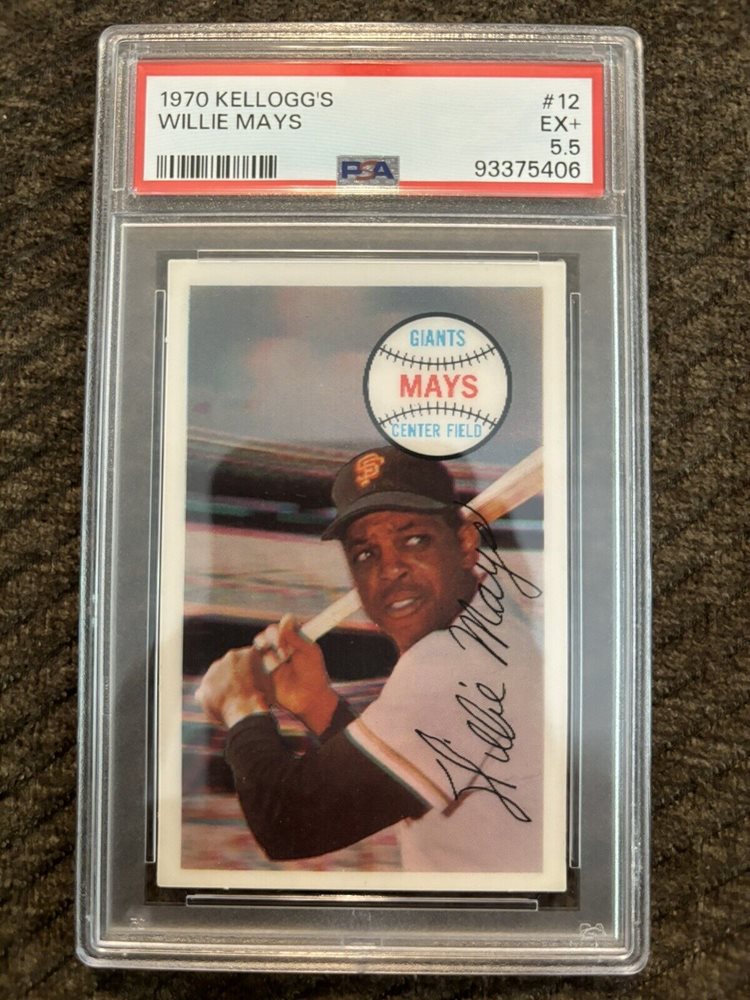 1970 KELLOGG'S #12
WILLIE MAYS EX+
5.5
PSA 93375406
GIANTS
MAYS
CENTER FIELD
SF
Willie Mays